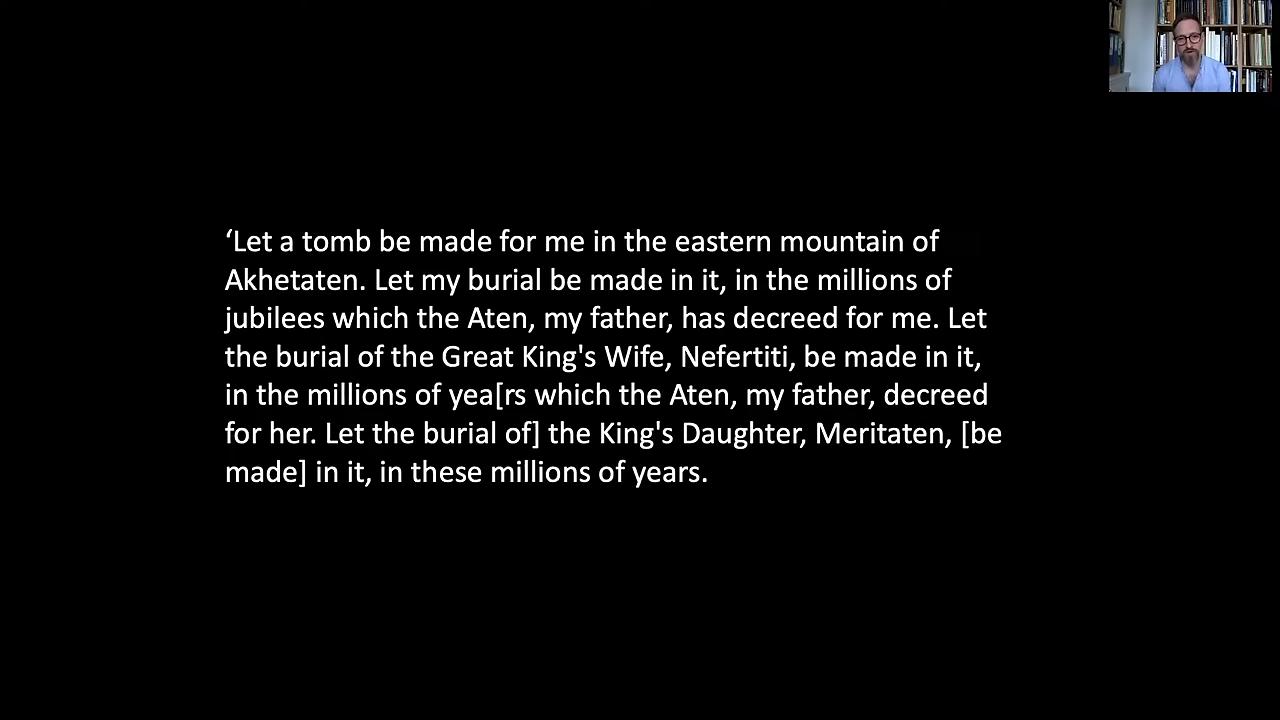 ‘Let a tomb be made for me in the eastern mountain of
Akhetaten. Let my burial be made in it, in the millions of
jubilees which the Aten, my father, has decreed for me. Let
the burial of the Great King's Wife, Nefertiti, be made in it,
in the millions of yea[rs which the Aten, my father, decreed
for her. Let the burial of] the King's Daughter, Meritaten, [be
made] in it, in these millions of years.